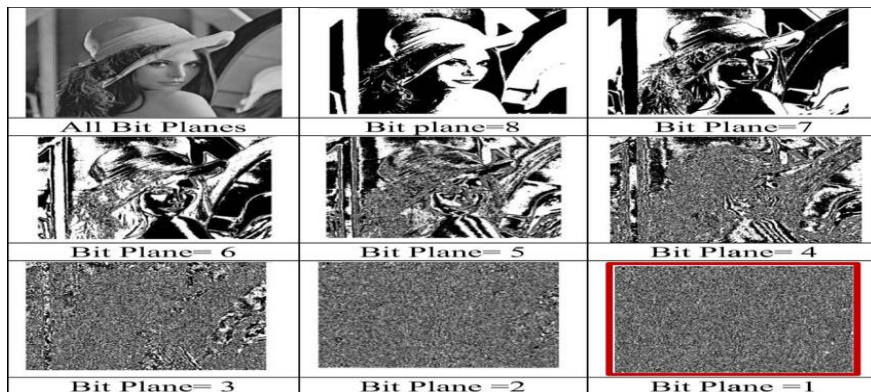 All Bit Planes
Bit plane=8
Bit Plane=7
Bit Plane= 6
Bit Plane= 5
Bit Plane= 4
Bit Plane= 3
Bit Plane =2
Bit Plane =1